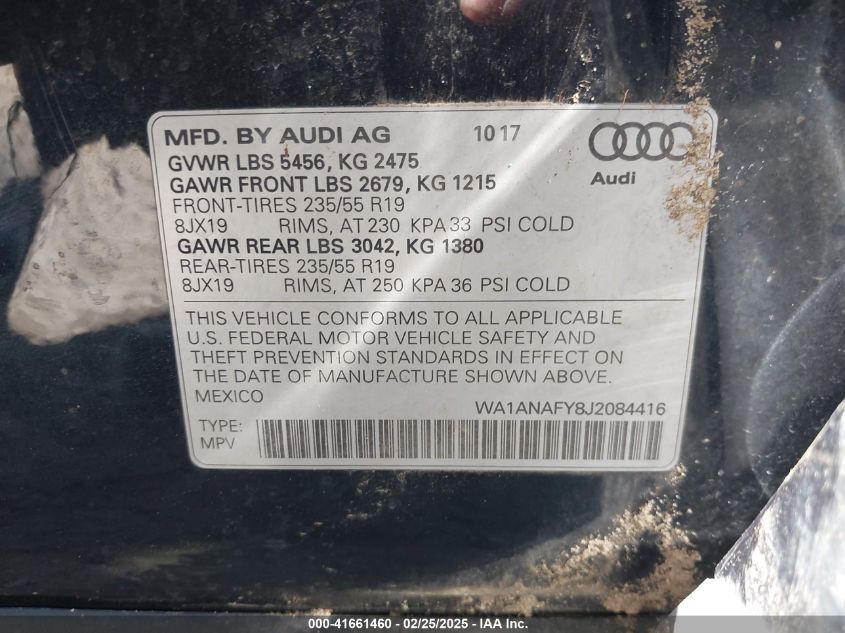 MFD. BY AUDI AG 10 17
GVWR LBS 5456, KG 2475
GAWR FRONT LBS 2679, KG 1215
Audi
FRONT-TIRES 235/55 R19
8JX19 RIMS, AT 230 KPA 33 PSI COLD
GAWR REAR LBS 3042, KG 1380
REAR-TIRES 235/55 R19
8JX19 RIMS, AT 250 KPA 36 PSI COLD
THIS VEHICLE CONFORMS TO ALL APPLICABLE
U.S. FEDERAL MOTOR VEHICLE SAFETY AND
THEFT PREVENTION STANDARDS IN EFFECT ON
THE DATE OF MANUFACTURE SHOWN ABOVE.
MEXICO
WA1ANAFY8J2084416
TYPE:
MPV
000-41661460 - 02/25/2025 - WA1N.